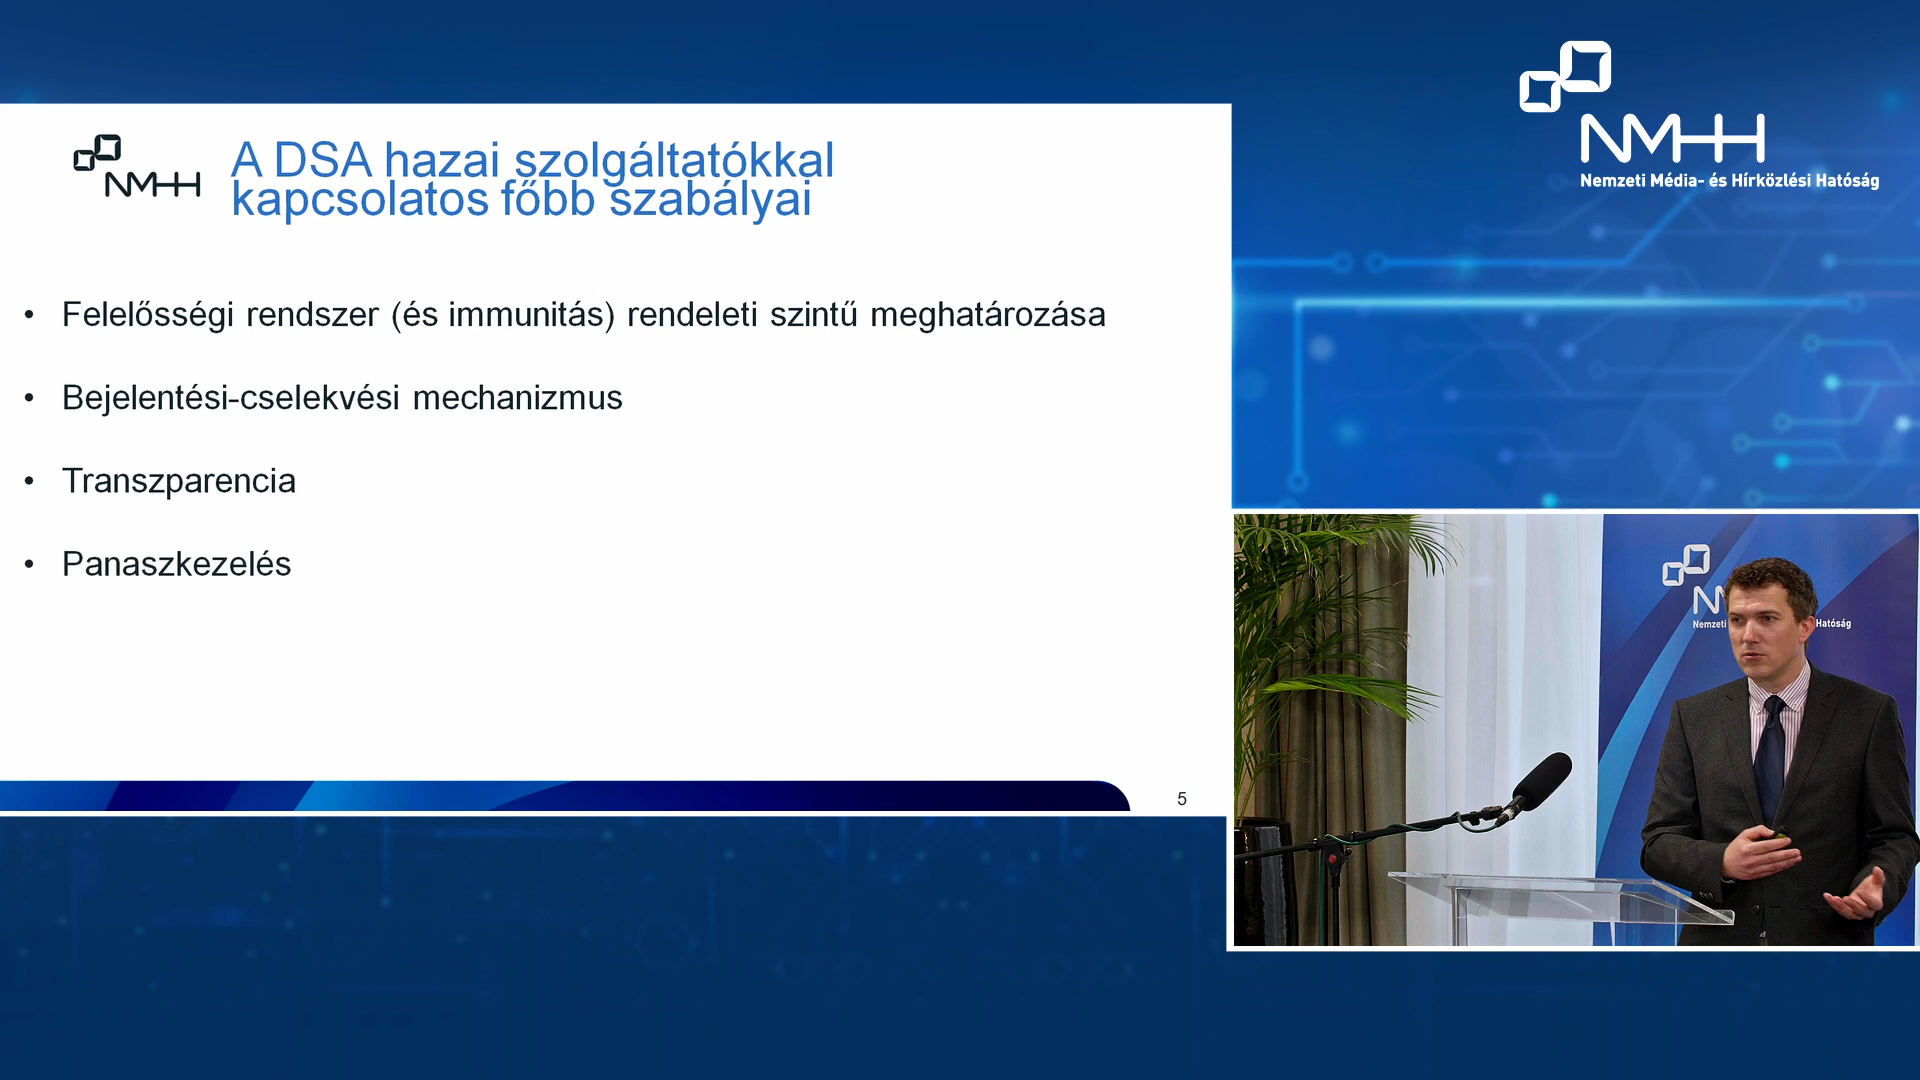 NMHH
Nemzeti Média- és Hírközlési Hatóság
NMHH
A DSA hazai szolgáltatókkal
kapcsolatos főbb szabályai
• Felelősségi rendszer (és immunitás) rendeleti szintű meghatározása
• Bejelentési-cselekvési mechanizmus
• Transzparencia
• Panaszkezelés
5
Nemzeti
Hatóság